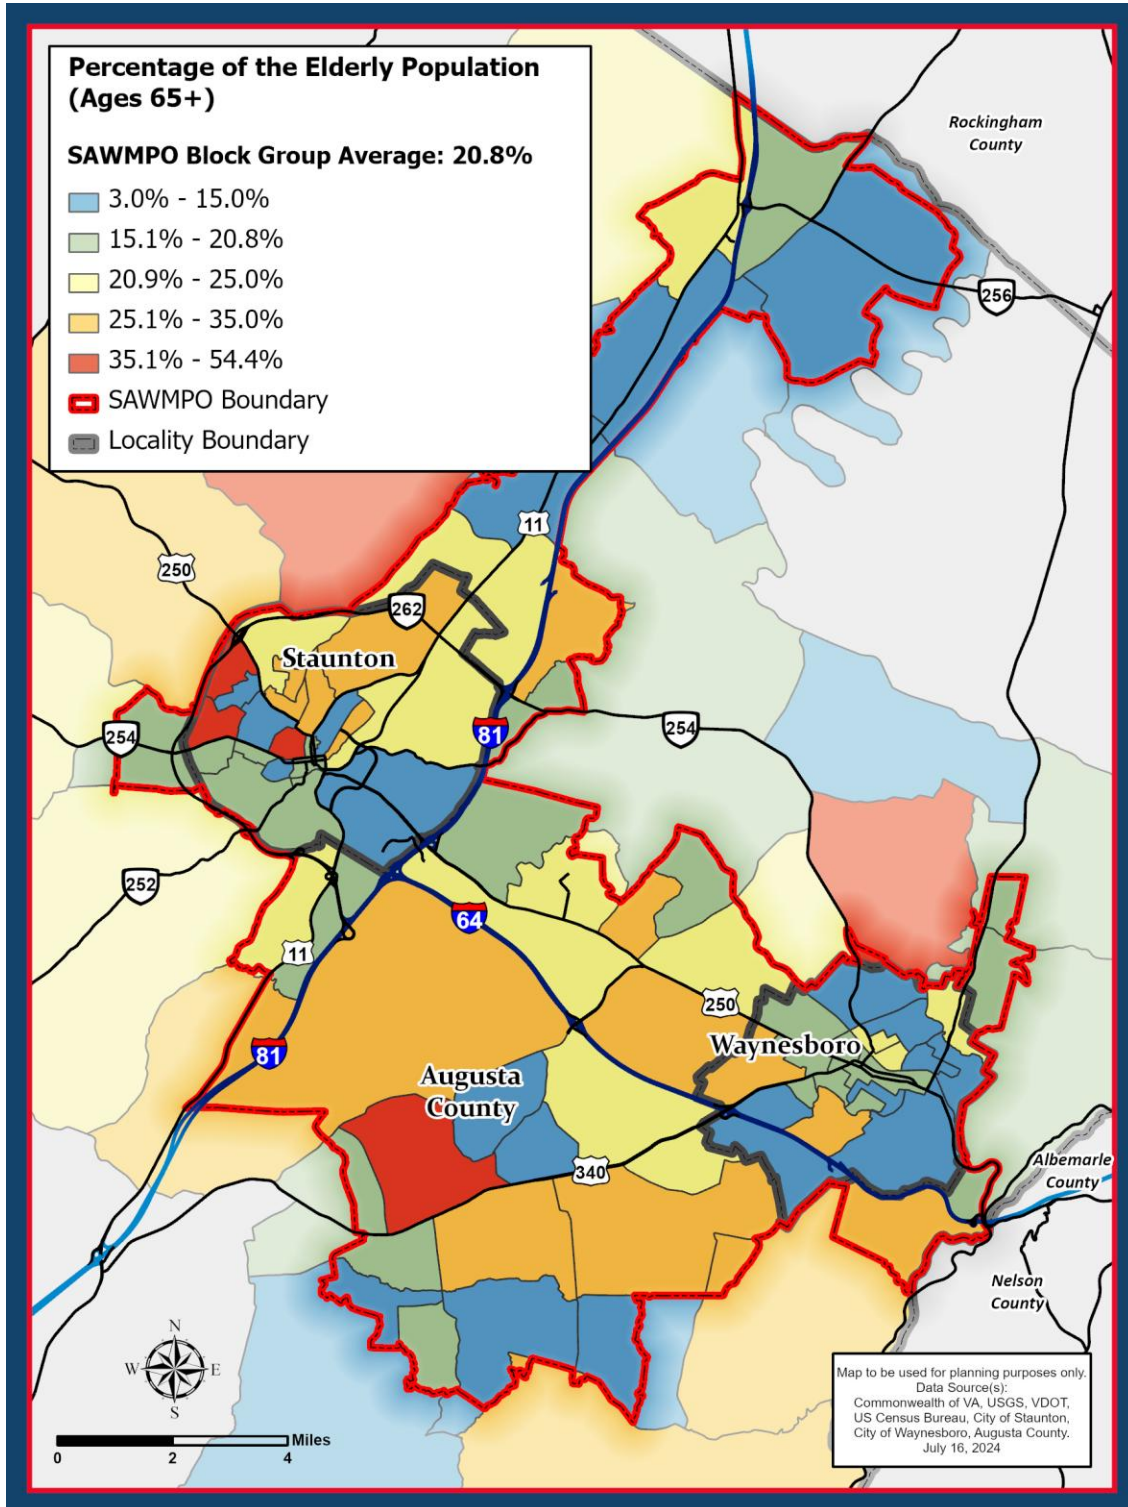 Percentage of the Elderly Population
(Ages 65+)
SAWMPO Block Group Average: 20.8%
3.0% - 15.0%
15.1% - 20.8%
20.9% - 25.0%
25.1% - 35.0%
35.1% - 54.4%
SAWMPO Boundary
Locality Boundary
Rockingham
County
256
11
250
262
Staunton
254
81
254
252
64
11
250
Waynesboro
81
Augusta
County
340
Albemarle
County
Nelson
County
N
W E
S
Miles
0 2 4
Map to be used for planning purposes only.
Data Source(s):
Commonwealth of VA, USGS, VDOT,
US Census Bureau, City of Staunton,
City of Waynesboro, Augusta County.
July 16, 2024